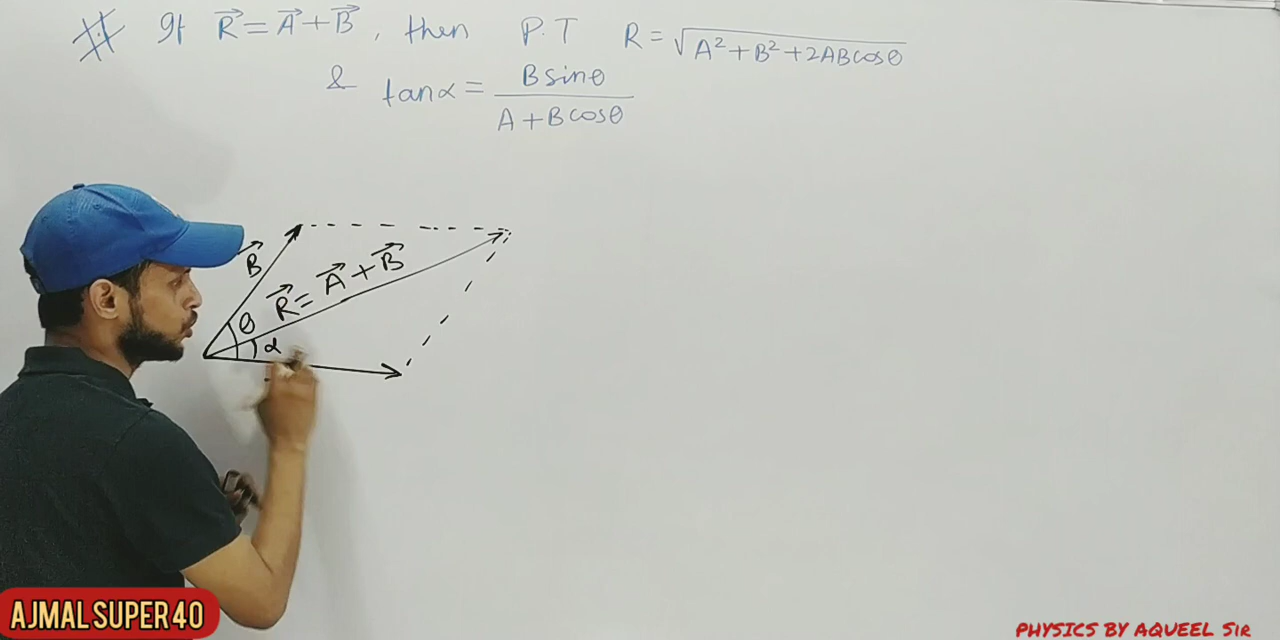 # If R⃗ = A⃗ + B⃗ , then P.T R = √A² + B² + 2ABcosθ
& tanα = Bsinθ / A + Bcosθ
B⃗
R⃗ = A⃗ + B⃗
θ
α
AJMAL SUPER 40
PHYSICS BY AQUEEL SIR